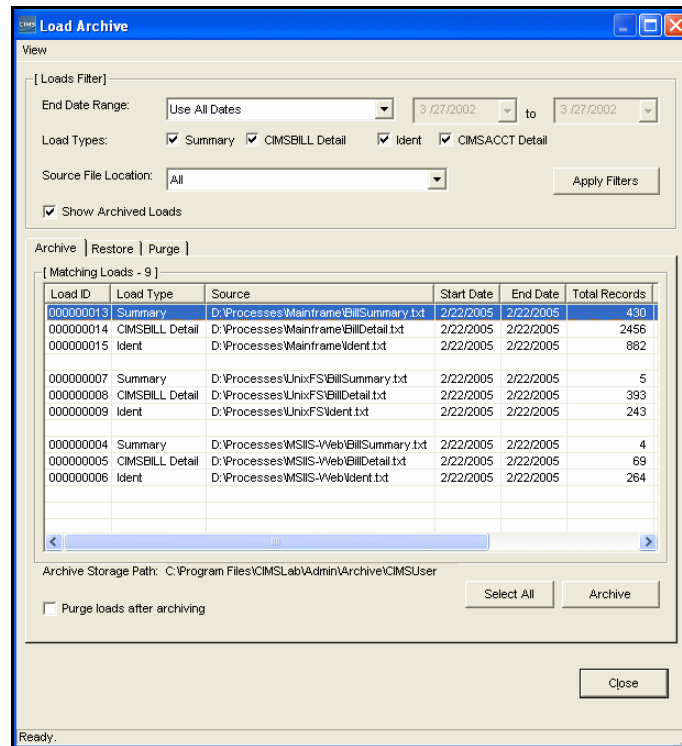 CIMS Load Archive
View
[ Loads Filter]
End Date Range: Use All Dates 3 /27/2002 to 3 /27/2002
Load Types: Summary CIMSBILL Detail Ident CIMSACCT Detail
Source File Location: All Apply Filters
Show Archived Loads
Archive Restore Purge
[ Matching Loads - 9 ]
Load ID Load Type Source Start Date End Date Total Records
000000013 Summary D:\Processes\Mainframe\BillSummary.txt 2/22/2005 2/22/2005 430
000000014 CIMSBILL Detail D:\Processes\Mainframe\BillDetail.txt 2/22/2005 2/22/2005 2456
000000015 Ident D:\Processes\Mainframe\Ident.txt 2/22/2005 2/22/2005 882
000000007 Summary D:\Processes\UnixFS\BillSummary.txt 2/22/2005 2/22/2005 5
000000008 CIMSBILL Detail D:\Processes\UnixFS\BillDetail.txt 2/22/2005 2/22/2005 393
000000009 Ident D:\Processes\UnixFS\Ident.txt 2/22/2005 2/22/2005 243
000000004 Summary D:\Processes\MSIIS-Web\BillSummary.txt 2/22/2005 2/22/2005 4
000000005 CIMSBILL Detail D:\Processes\MSIIS-Web\BillDetail.txt 2/22/2005 2/22/2005 69
000000006 Ident D:\Processes\MSIIS-Web\Ident.txt 2/22/2005 2/22/2005 264
Archive Storage Path: C:\Program Files\CIMSLab\Admin\Archive\CIMSUser
Select All Archive
Purge loads after archiving
Close
Ready.